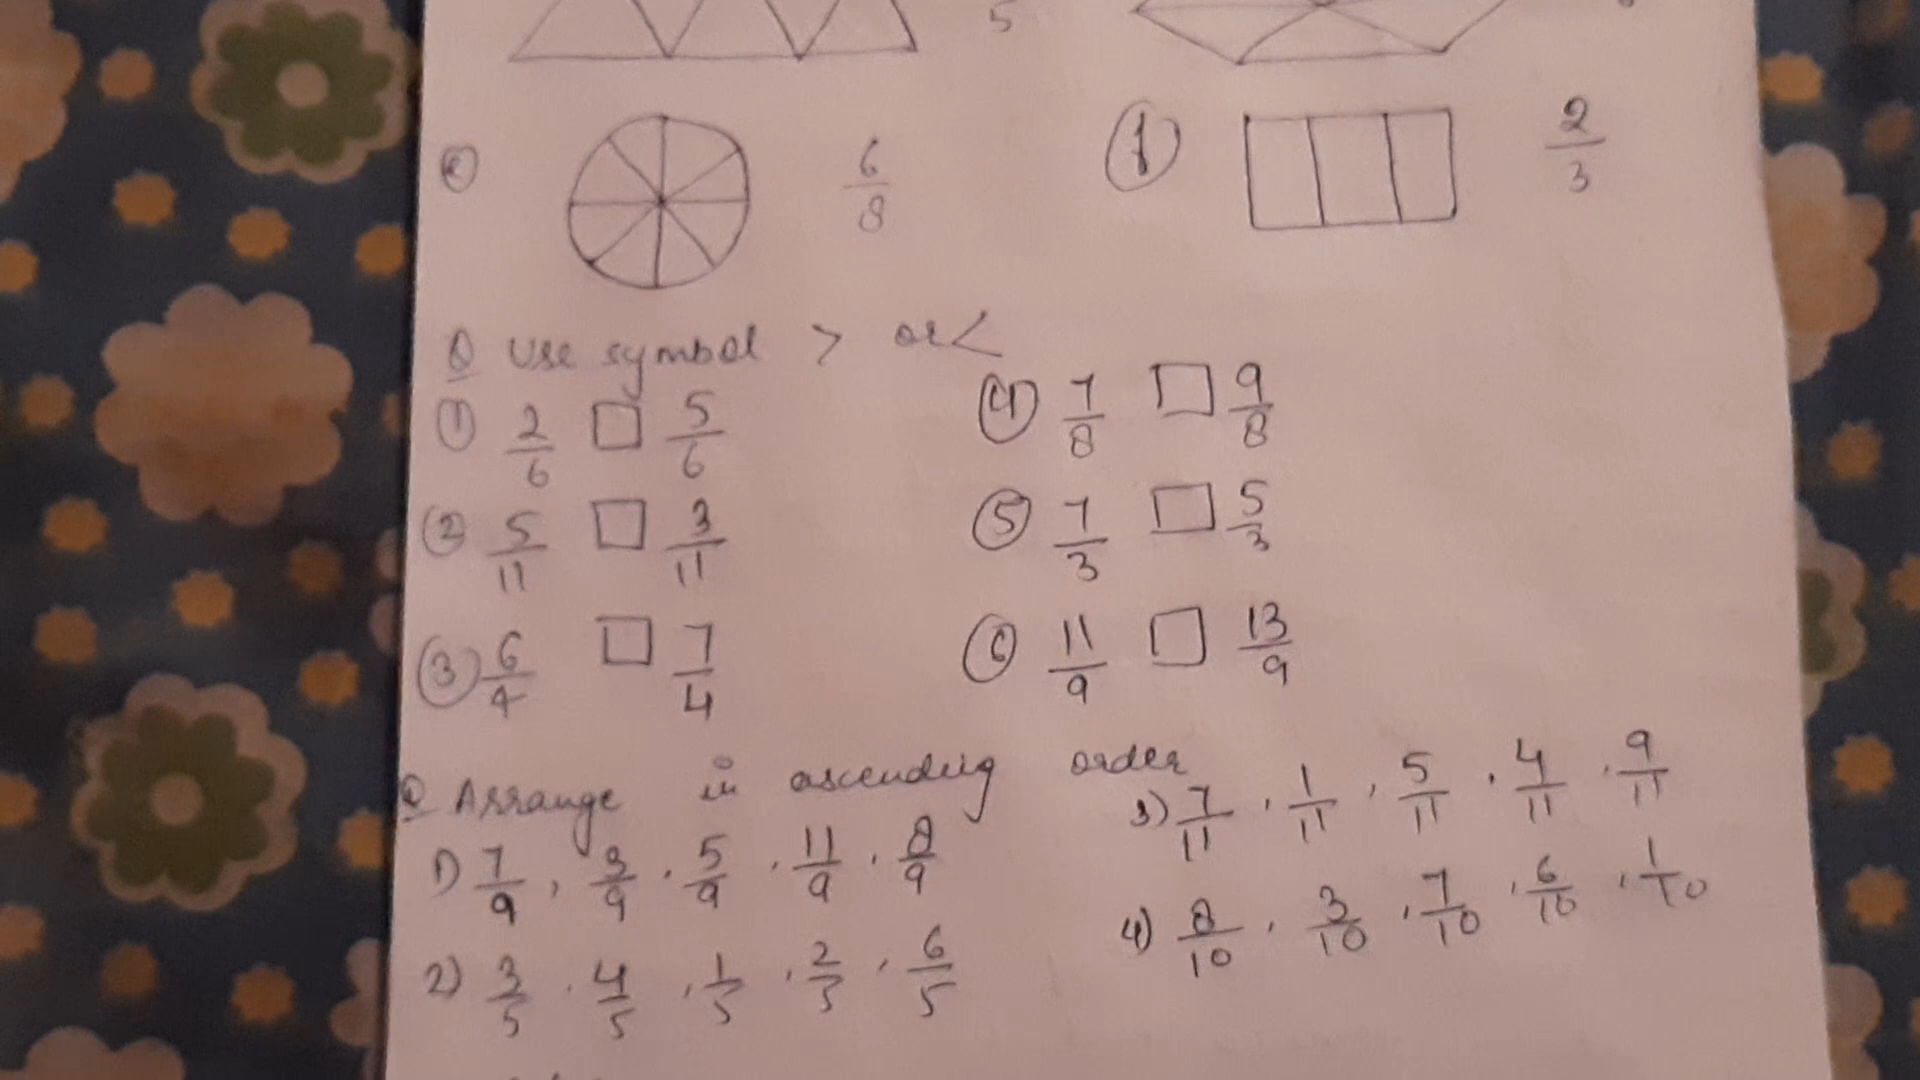 5
e 6/8
f 2/3
Q Use symbol > or <
① 2/6 □ 5/6
④ 7/8 □ 9/8
② 5/11 □ 3/11
⑤ 7/3 □ 5/3
③ 6/4 □ 7/4
⑥ 11/9 □ 13/9
Q Arrange in ascending order
1) 7/9, 3/9, 5/9, 11/9, 8/9
3) 7/11, 1/11, 5/11, 4/11, 9/11
2) 3/5, 4/5, 1/5, 2/5, 6/5
4) 8/10, 3/10, 7/10, 6/10, 1/10